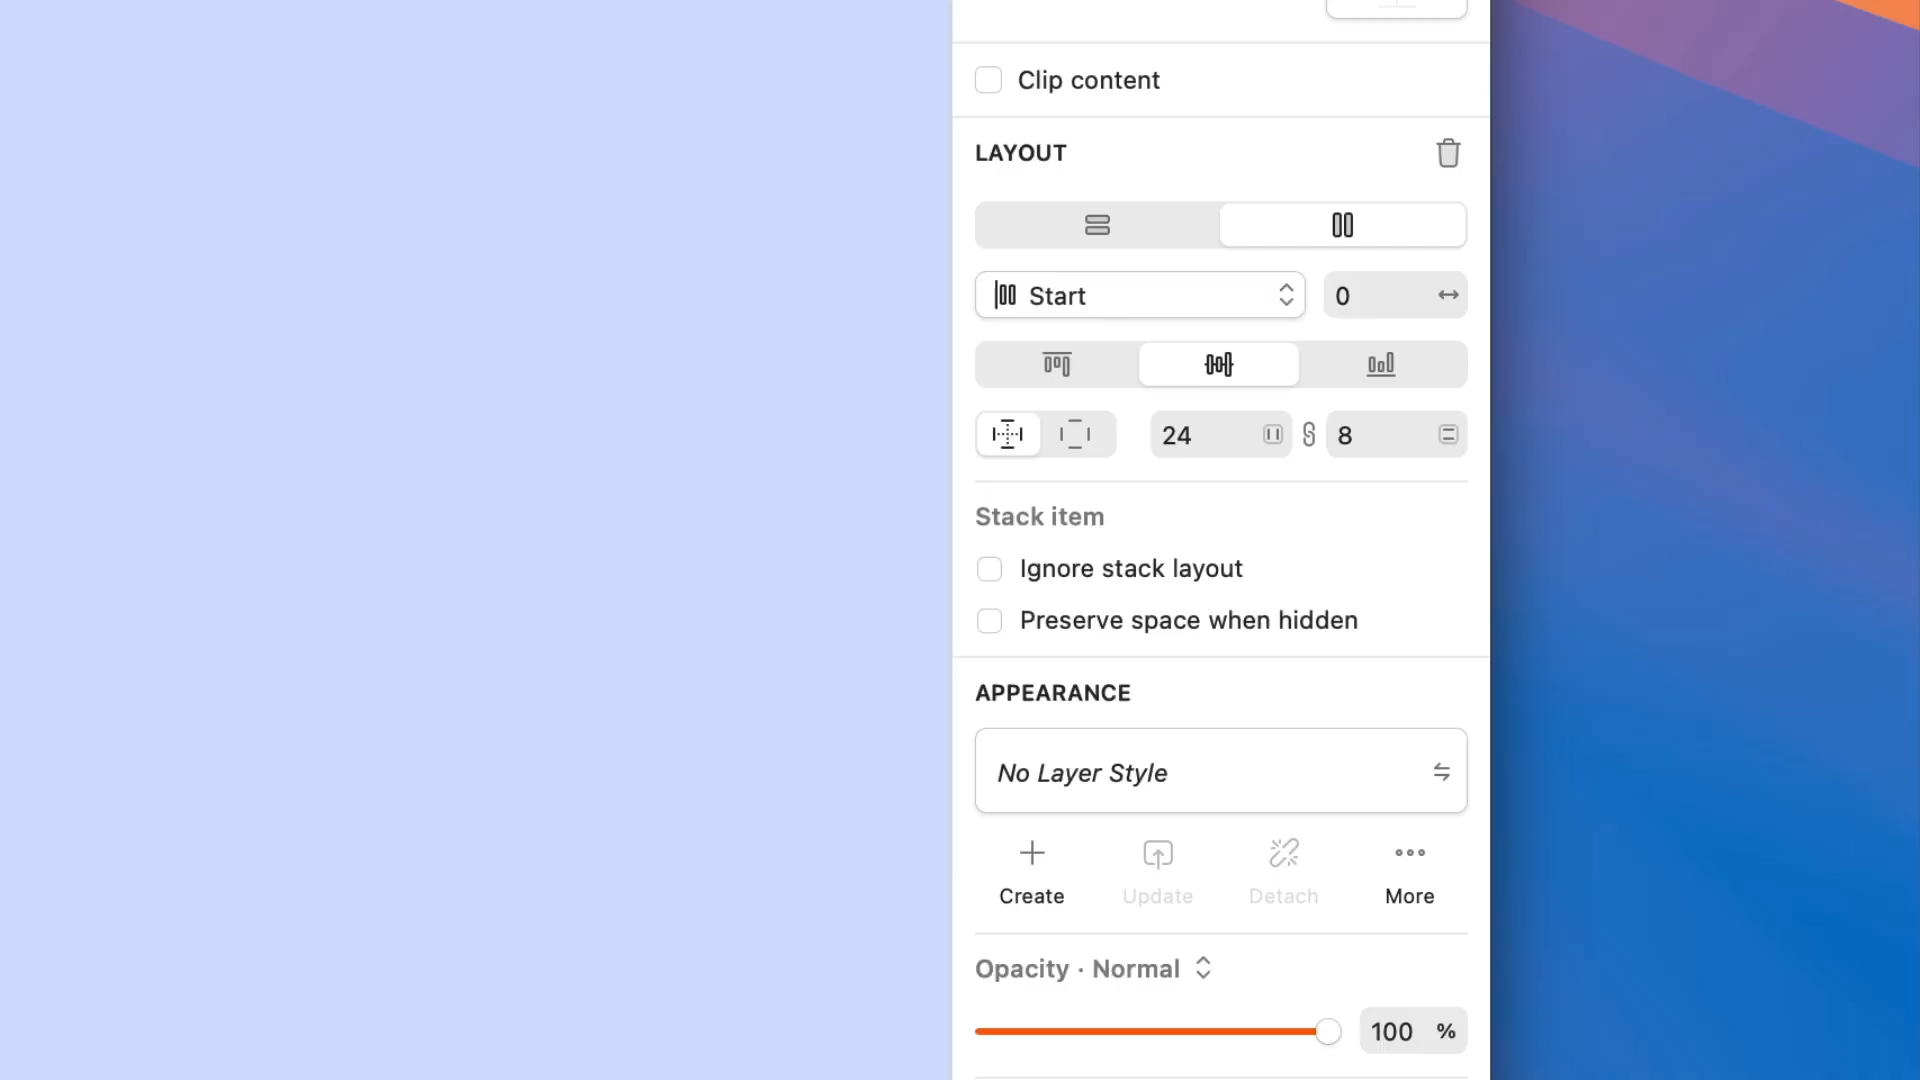 Clip content
LAYOUT
Start
0
24
8
Stack item
Ignore stack layout
Preserve space when hidden
APPEARANCE
No Layer Style
Create Update Detach More
Opacity · Normal
100 %